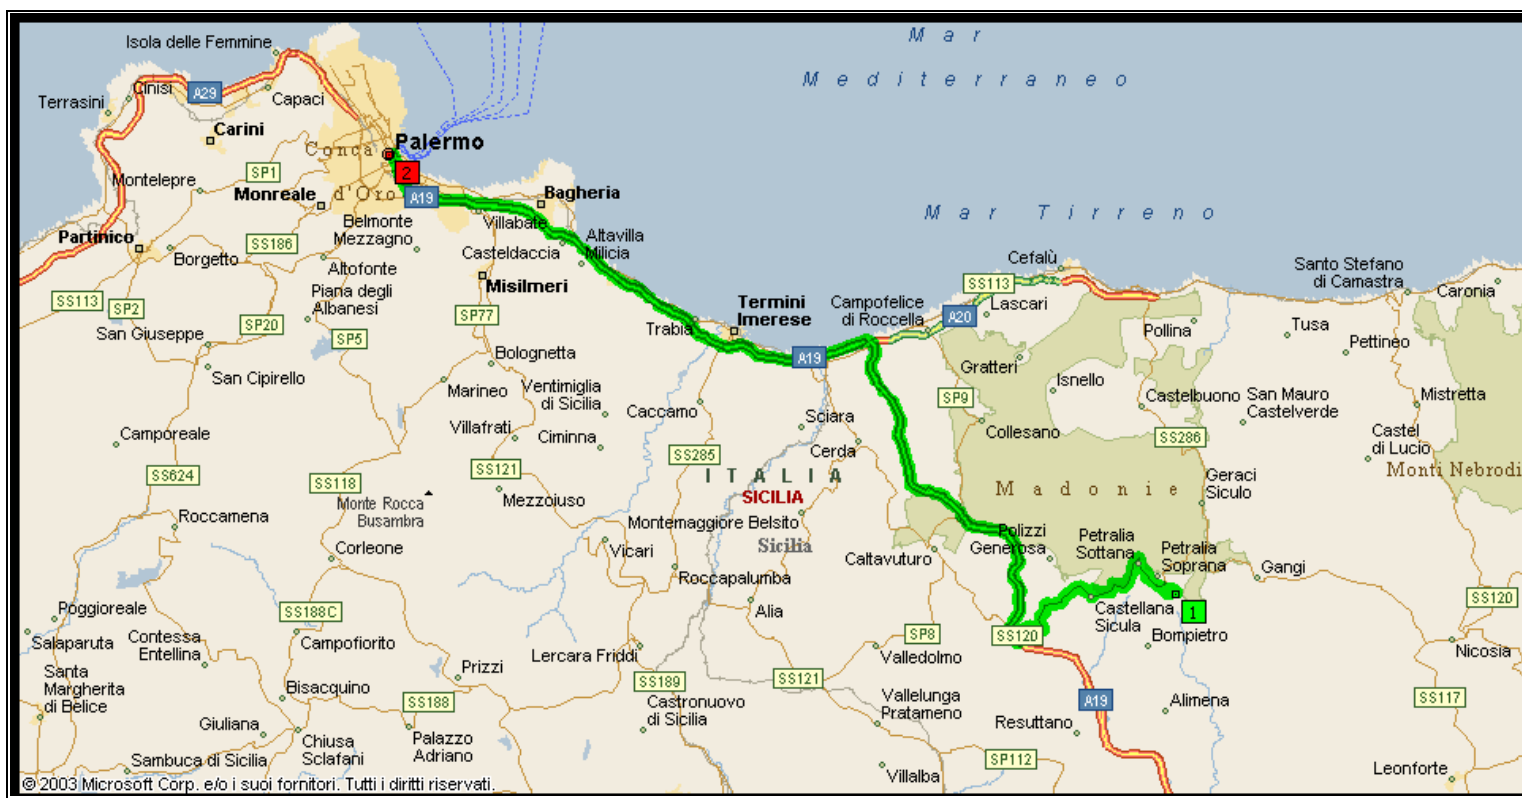 Mar
Isola delle Femmine
Mediterraneo
Cinisi
A29
Capaci
Terrasini
Carini
Palermo
Conca
SP1
2
Montelepre
Monreale
d'Oro
A19
Bagheria
Mar Tirreno
Belmonte
Mezzagno
Villabate
Partinico
SS186
Altavilla
Milicia
Borgetto
Casteldaccia
Cefalù
Altofonte
Santo Stefano
di Camastra
Misilmeri
SS113
Caronia
Piana degli
Albanesi
SS113
SP2
Termini
Imerese
Campofelice
di Roccella
Lascari
SP20
SP77
A20
San Giuseppe
SP5
Trabia
Pollina
Tusa
Pettineo
Bolognetta
A19
Gratteri
San Cipirello
Marineo
Ventimiglia
di Sicilia
Isnello
SP9
Castelbuono
San Mauro
Castelverde
Mistretta
Caccamo
Sciara
Camporeale
Villafrati
Ciminna
Collesano
SS286
Castel
di Lucio
Cerda
SS285
SS624
SS118
SS121
ITALIA
Monti Nebrodi
Geraci
Siculo
Madonie
SICILIA
Monte Rocca
Busambra
Mezzoiuso
Roccamena
Montemaggiore Belsito
Sicilia
Polizzi
Generosa
Petralia
Sottana
Petralia
Soprana
Corleone
Vicari
Caltavuturo
Gangi
Roccapalumba
Poggioreale
SS188C
Alia
Castellana
Sicula
1
SS120
Salaparuta
Contessa
Entellina
Campofiorito
SP8
SS120
Bompietro
Lercara Friddi
Valledolmo
Nicosia
Santa
Margherita
di Belice
Prizzi
SS189
SS121
Bisacquino
SS188
Castronuovo
di Sicilia
Vallelunga
Pratameno
A19
Alimena
SS117
Giuliana
Resuttano
Chiusa
Sclafani
Palazzo
Adriano
Sambuca di Sicilia
SP112
Villalba
Leonforte
© 2003 Microsoft Corp. e/o i suoi fornitori. Tutti i diritti riservati.